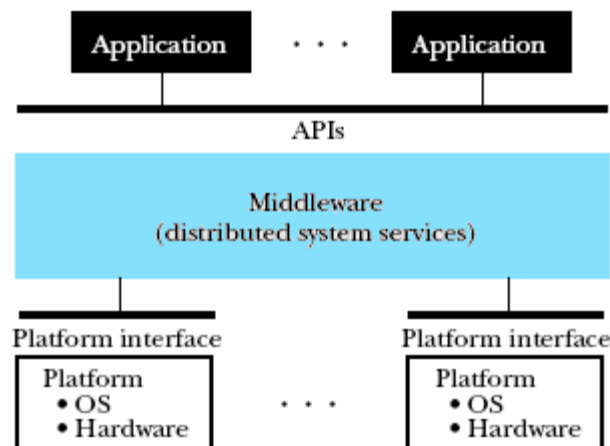 Application . . . Application
APIs
Middleware
(distributed system services)
Platform interface Platform interface
Platform . . . Platform
• OS • OS
• Hardware • Hardware